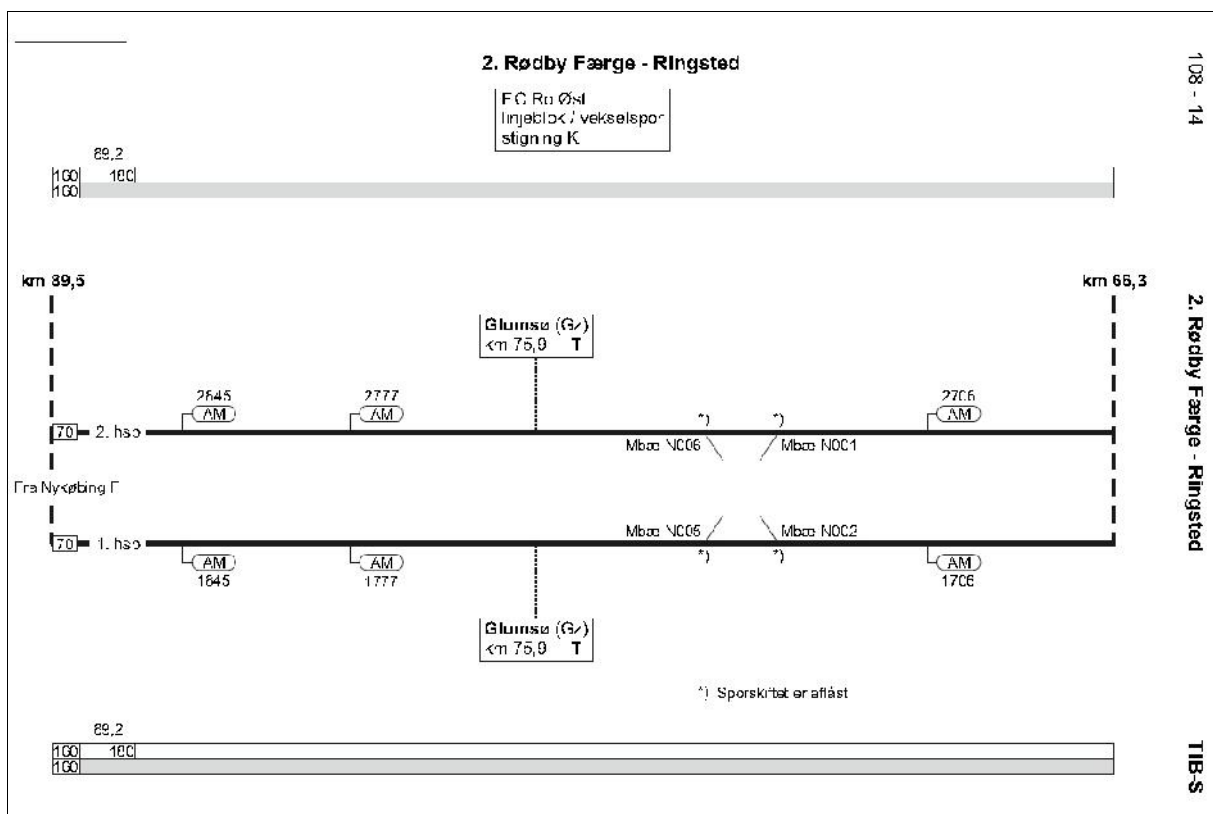 2. Rødby Færge - Ringsted
108 - 14
FC Ro Øst
linjeblok / vekselspor
stigning K
89,2
160 180
160
km 89,5
km 66,3
Glumsø (Gz)
km 75,9 T
2845
AM
2777
AM
2706
AM
*)
*)
70 2. hsp
Mbæ N006
Mbæ N001
Fra Nykøbing F
70 1. hsp
Mbæ N005
Mbæ N002
*)
*)
AM
1845
AM
1777
AM
1706
Glumsø (Gz)
km 75,9 T
*) Sporskiftet er aflåst
89,2
160 180
160
2. Rødby Færge - Ringsted
TIB-S